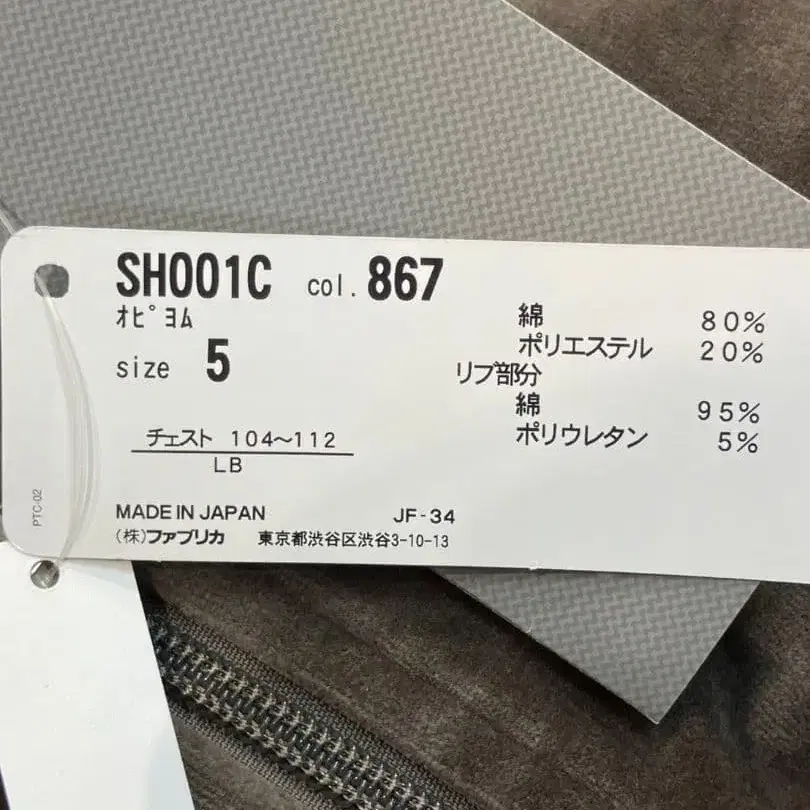 SH001C col. 867
ｵﾋﾟﾖﾑ
size 5
チェスト 104〜112
LB
綿 80%
ポリエステル 20%
リブ部分
綿 95%
ポリウレタン 5%
MADE IN JAPAN JF-34
(株)ファブリカ 東京都渋谷区渋谷3-10-13
PTC-02